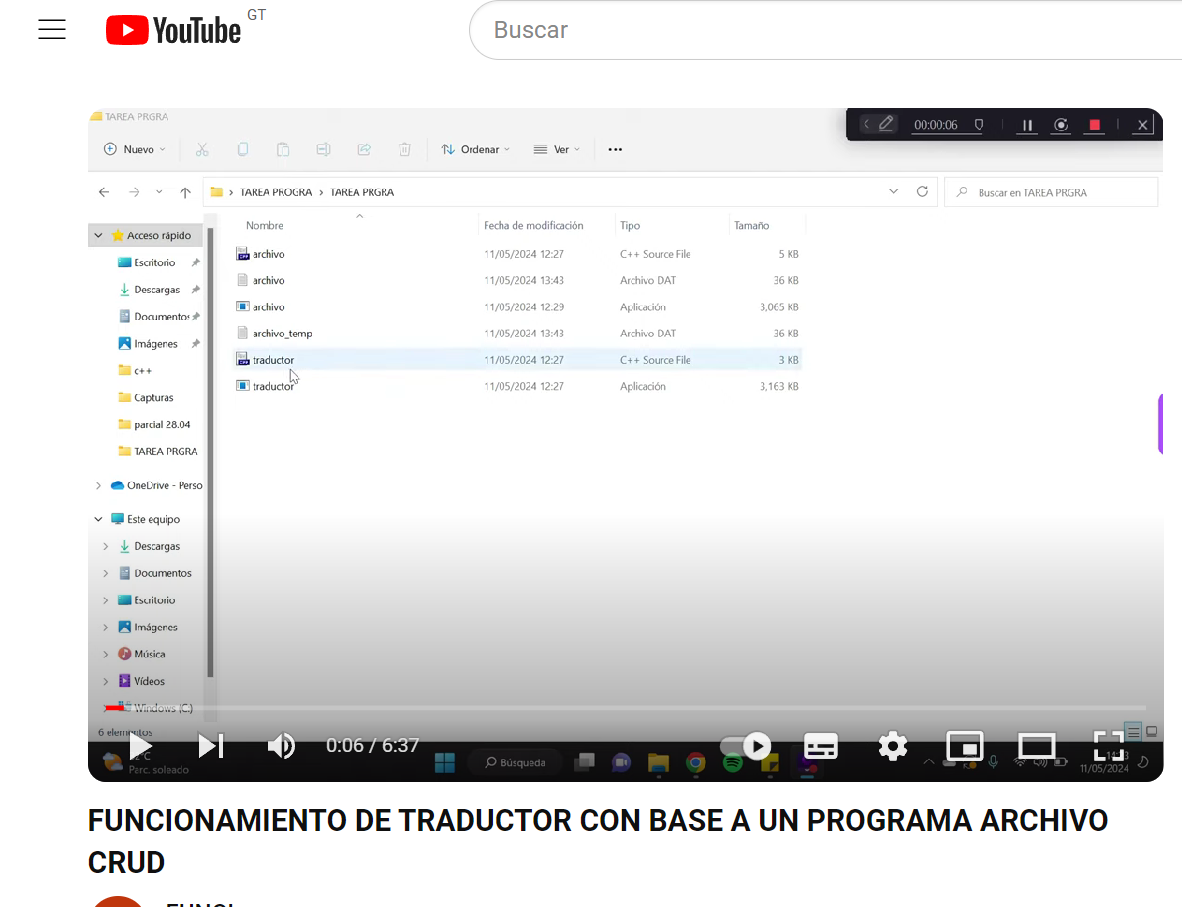 YouTube GT
Buscar
TAREA PRGRA
00:00:06
Nuevo
Ordenar
Ver
TAREA PROGRA > TAREA PRGRA
Buscar en TAREA PRGRA
Nombre Fecha de modificación Tipo Tamaño
archivo 11/05/2024 12:27 C++ Source File 5 KB
archivo 11/05/2024 13:43 Archivo DAT 36 KB
archivo 11/05/2024 12:29 Aplicación 3,065 KB
archivo_temp 11/05/2024 13:43 Archivo DAT 36 KB
traductor 11/05/2024 12:27 C++ Source File 3 KB
traductor 11/05/2024 12:27 Aplicación 3,163 KB
Acceso rápido
Escritorio
Descargas
Documentos
Imágenes
c++
Capturas
parcial 28.04
TAREA PRGRA
OneDrive - Perso
Este equipo
Descargas
Documentos
Escritorio
Imágenes
Música
Vídeos
Windows (C:)
6 elementos
0:06 / 6:37
Parc. soleado
Búsqueda
11/05/2024
FUNCIONAMIENTO DE TRADUCTOR CON BASE A UN PROGRAMA ARCHIVO
CRUD